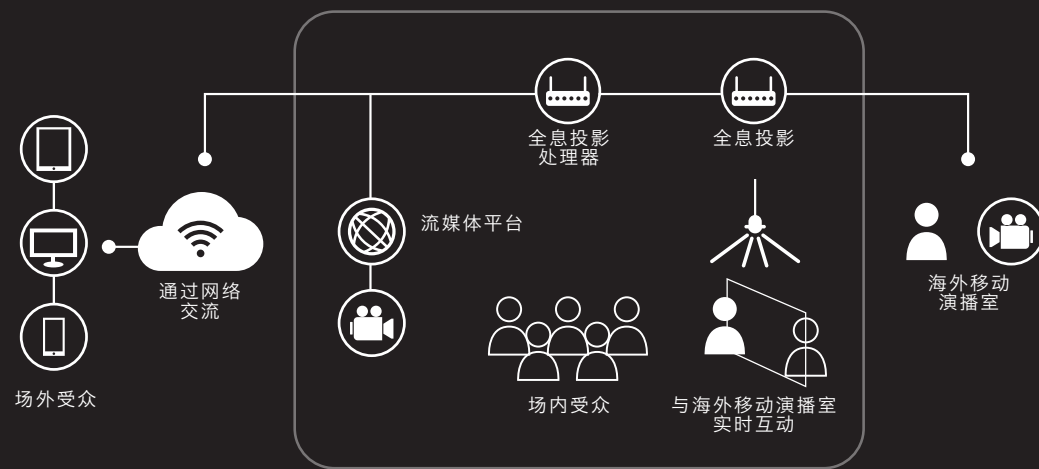 全息投影
处理器
全息投影
流媒体平台
通过网络
交流
海外移动
演播室
场外受众
场内受众
与海外移动演播室
实时互动